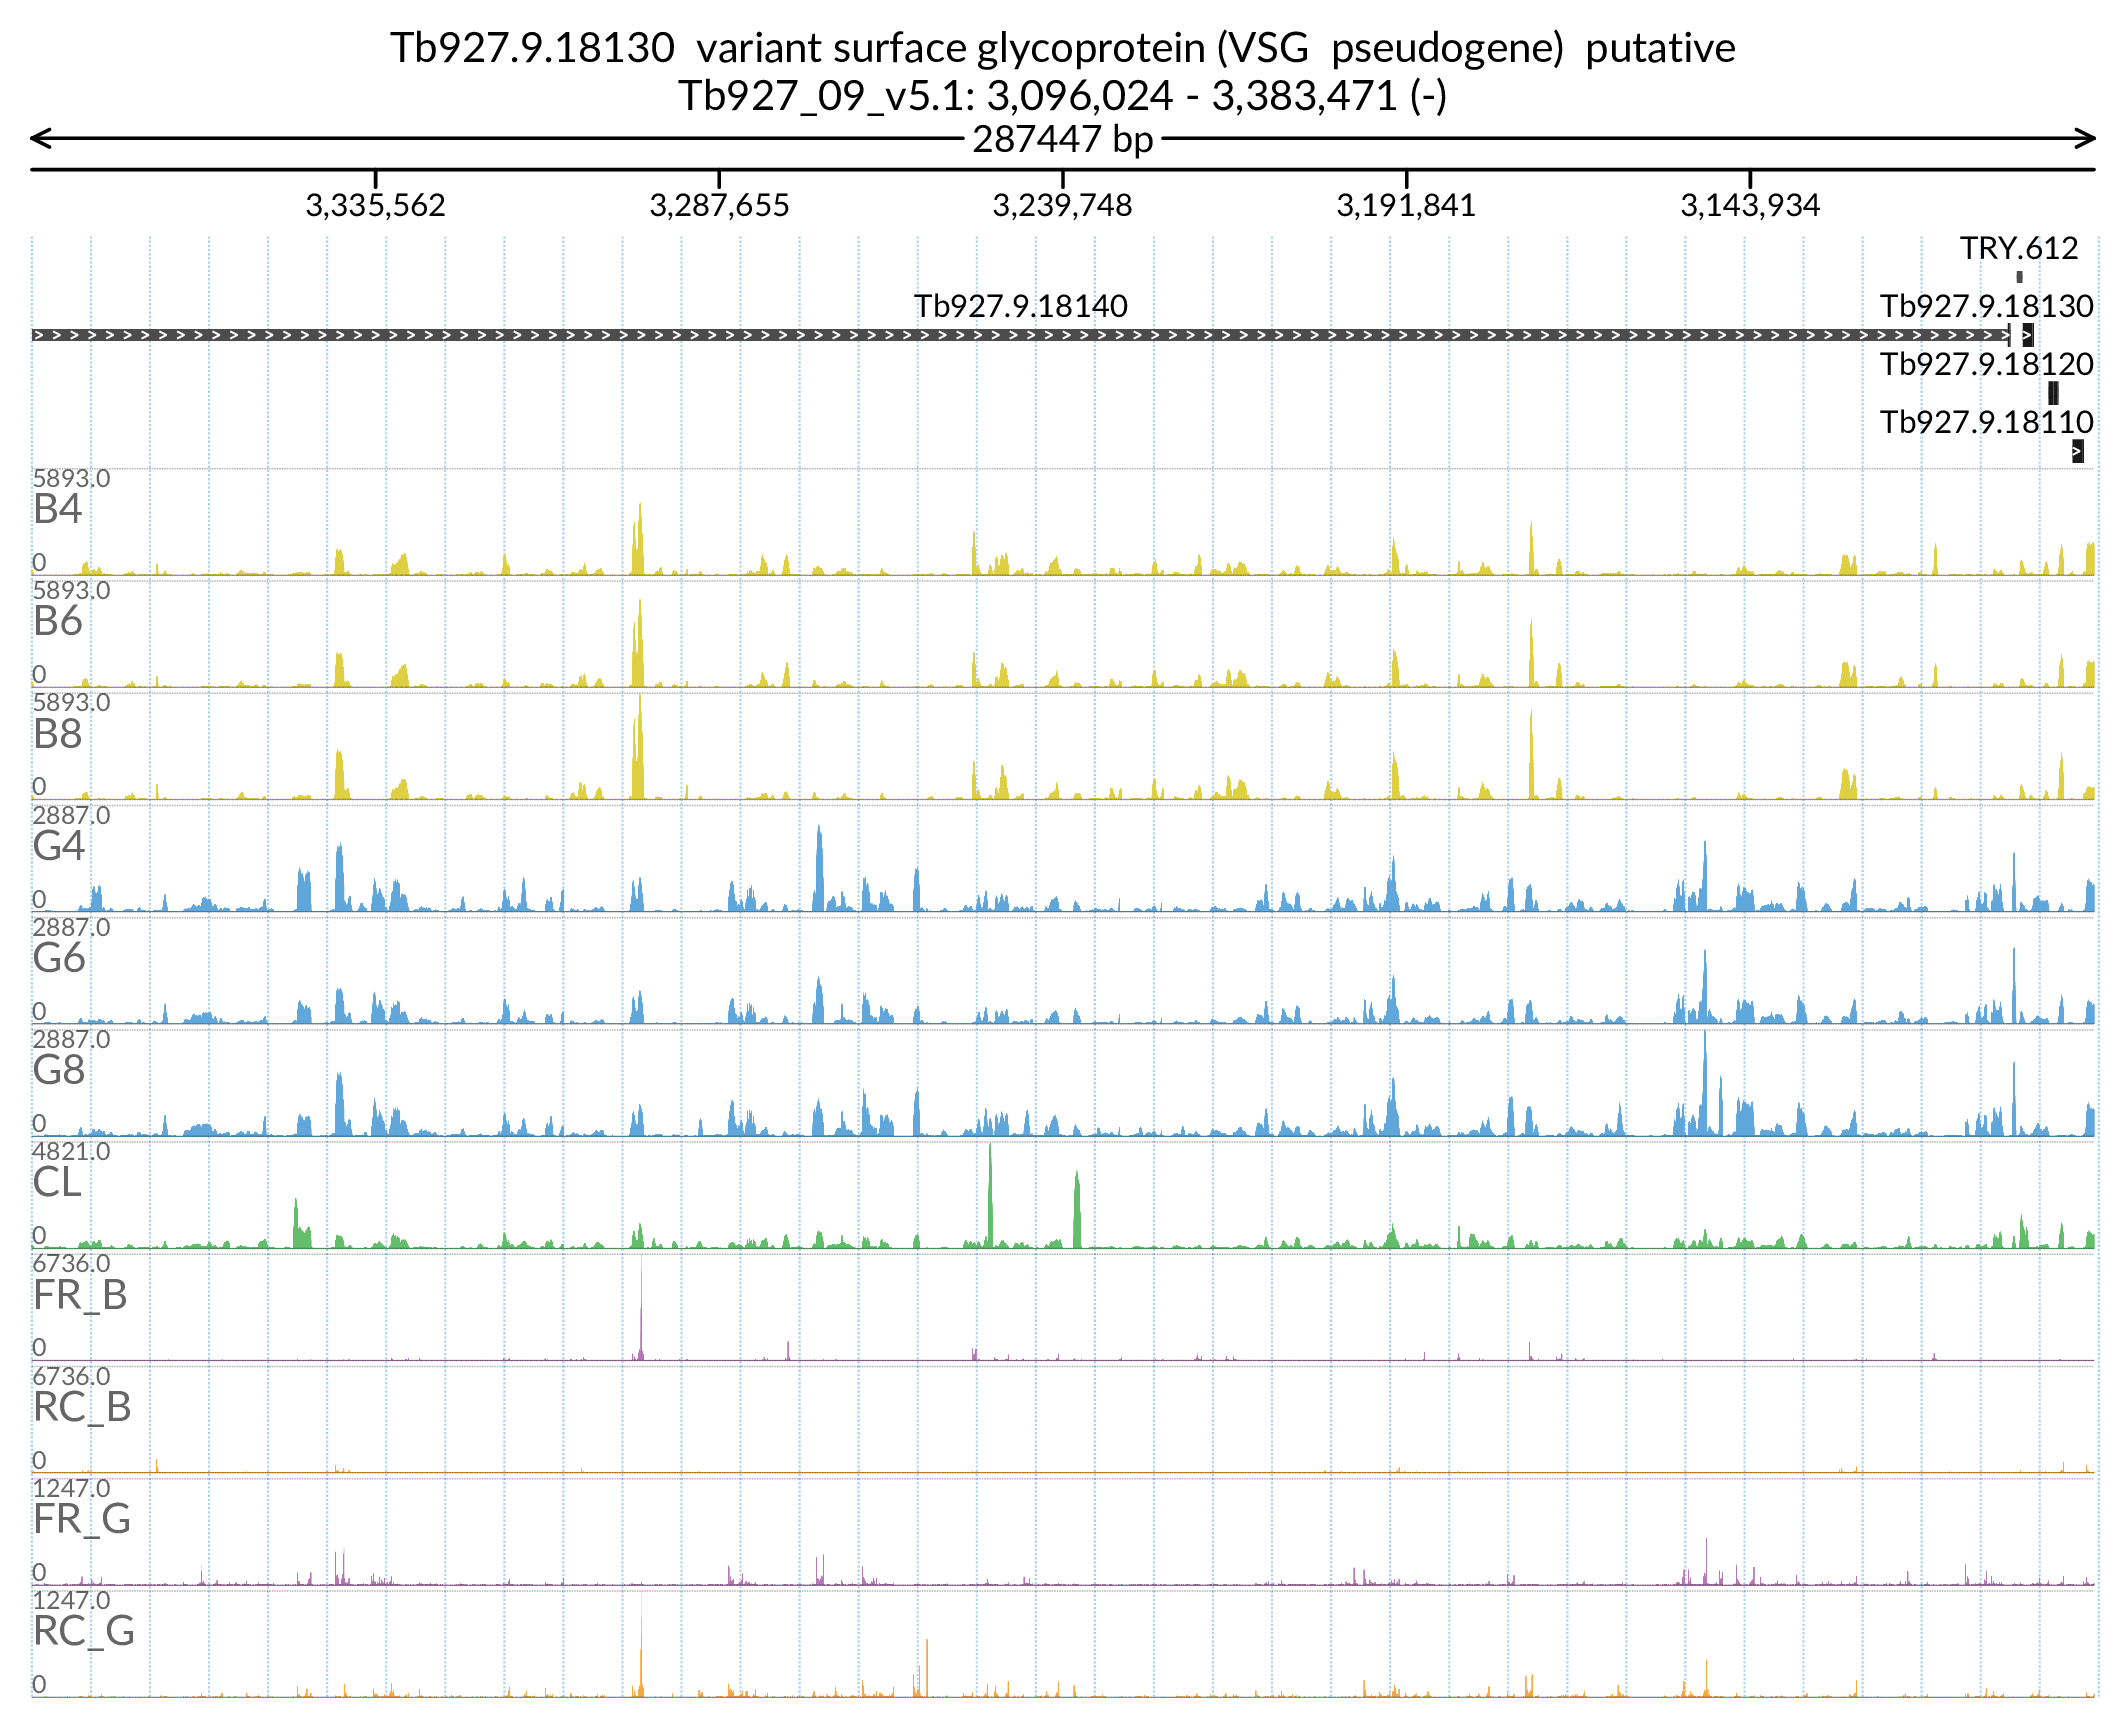 Tb927.9.18130  variant surface glycoprotein (VSG  pseudogene)  putative
Tb927_09_v5.1: 3,096,024 - 3,383,471 (-)
287447 bp
3,335,562 3,287,655 3,239,748 3,191,841 3,143,934
TRY.612
Tb927.9.18140 Tb927.9.18130
Tb927.9.18120
Tb927.9.18110
5893.0
B4
0
5893.0
B6
0
5893.0
B8
0
2887.0
G4
0
2887.0
G6
0
2887.0
G8
0
4821.0
CL
0
6736.0
FR_B
0
6736.0
RC_B
0
1247.0
FR_G
0
1247.0
RC_G
0